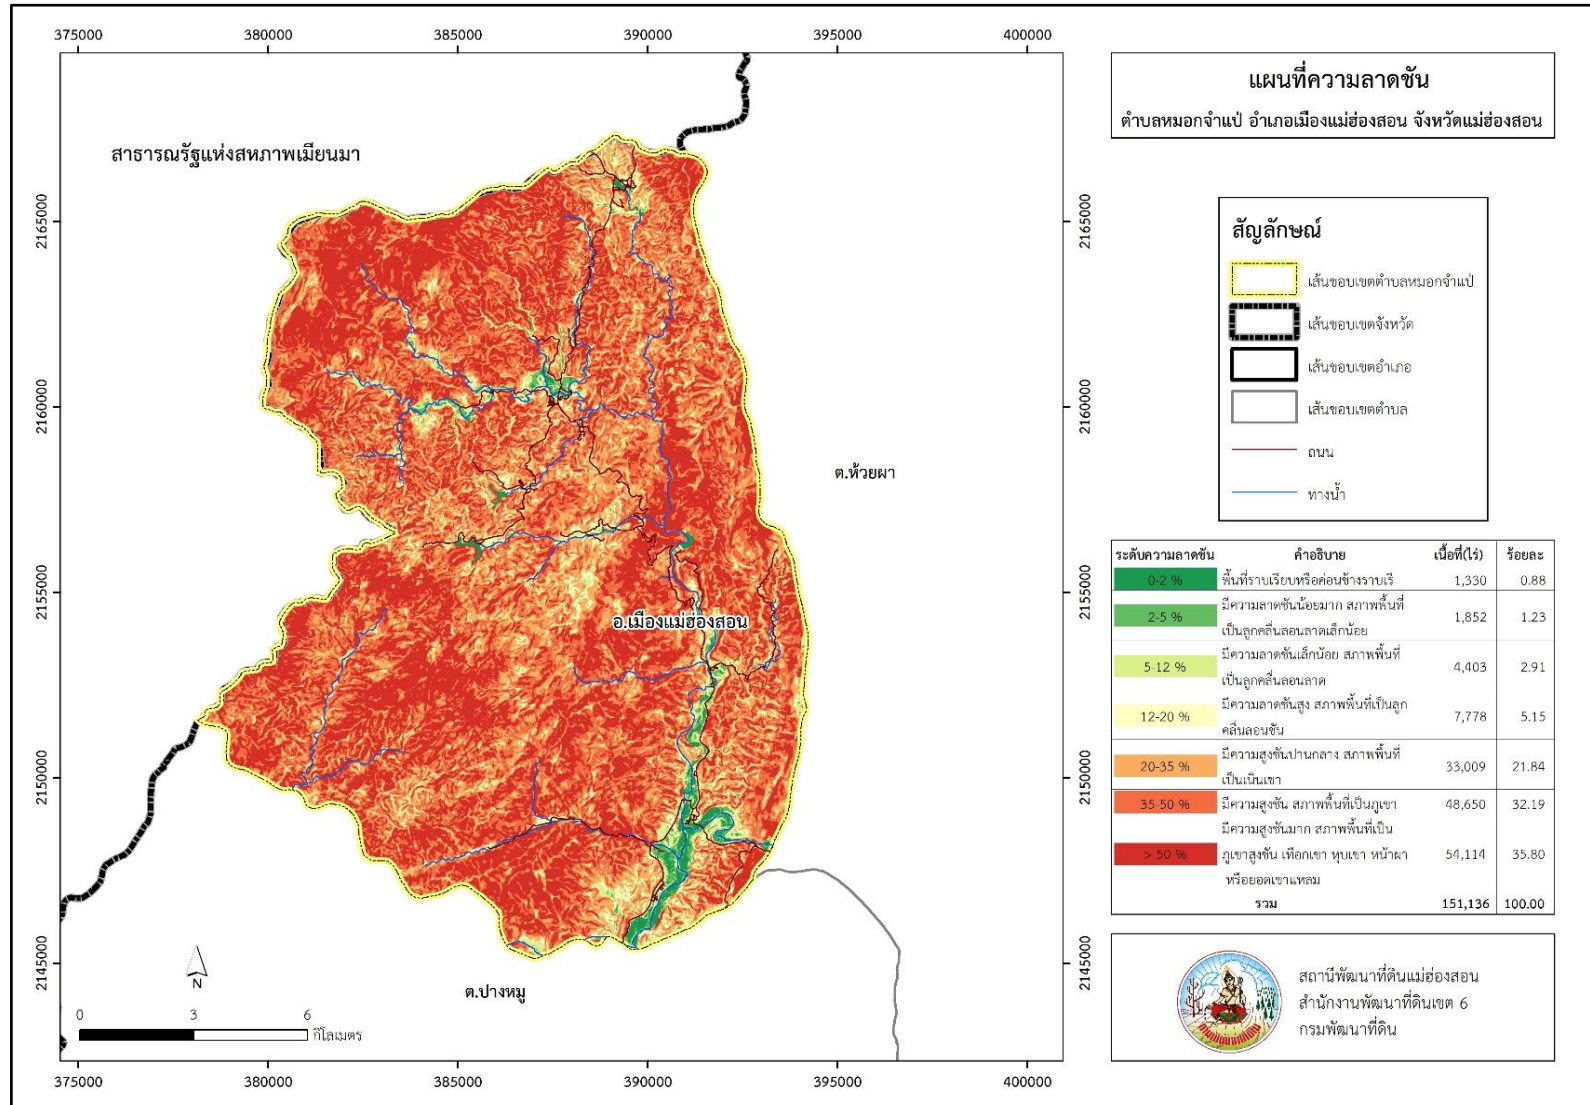 แผนที่ความลาดชัน
ตำบลหมอกจำแป่ อำเภอเมืองแม่ฮ่องสอน จังหวัดแม่ฮ่องสอน
375000 380000 385000 390000 395000 400000
สาธารณรัฐแห่งสหภาพเมียนมา
2165000 2165000
2160000 2160000
ต.ห้วยผา
2155000 2155000
อ.เมืองแม่ฮ่องสอน
2150000 2150000
2145000 2145000
ต.ปางหมู
N
0 3 6
กิโลเมตร
375000 380000 385000 390000 395000 400000
สัญลักษณ์
เส้นขอบเขตตำบลหมอกจำแป่
เส้นขอบเขตจังหวัด
เส้นขอบเขตอำเภอ
เส้นขอบเขตตำบล
ถนน
ทางน้ำ
ระดับความลาดชัน คำอธิบาย เนื้อที่(ไร่) ร้อยละ
0-2 % พื้นที่ราบเรียบหรือค่อนข้างราบเรี 1,330 0.88
2-5 % มีความลาดชันน้อยมาก สภาพพื้นที่ 1,852 1.23
เป็นลูกคลื่นลอนลาดเล็กน้อย
5-12 % มีความลาดชันเล็กน้อย สภาพพื้นที่ 4,403 2.91
เป็นลูกคลื่นลอนลาด
12-20 % มีความลาดชันสูง สภาพพื้นที่เป็นลูก 7,778 5.15
คลื่นลอนชัน
20-35 % มีความสูงชันปานกลาง สภาพพื้นที่ 33,009 21.84
เป็นเนินเขา
35-50 % มีความสูงชัน สภาพพื้นที่เป็นภูเขา 48,650 32.19
มีความสูงชันมาก สภาพพื้นที่เป็น
> 50 % ภูเขาสูงชัน เทือกเขา หุบเขา หน้าผา 54,114 35.80
หรือยอดเขาแหลม
รวม 151,136 100.00
สถานีพัฒนาที่ดินแม่ฮ่องสอน
สำนักงานพัฒนาที่ดินเขต 6
กรมพัฒนาที่ดิน